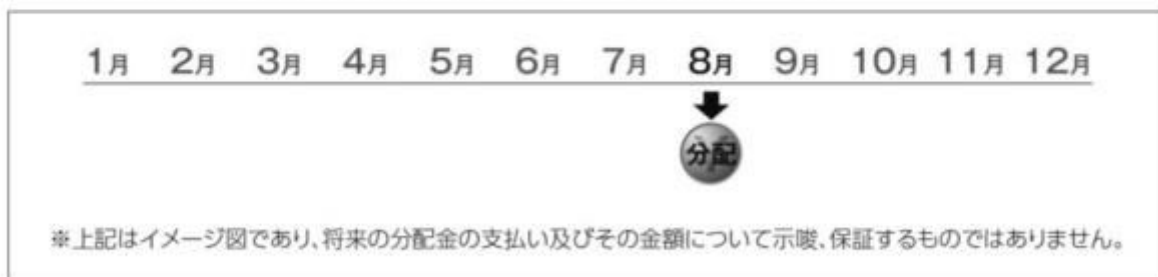 1月 2月 3月 4月 5月 6月 7月 8月 9月 10月 11月 12月
分配
※上記はイメージ図であり、将来の分配金の支払い及びその金額について示唆、保証するものではありません。